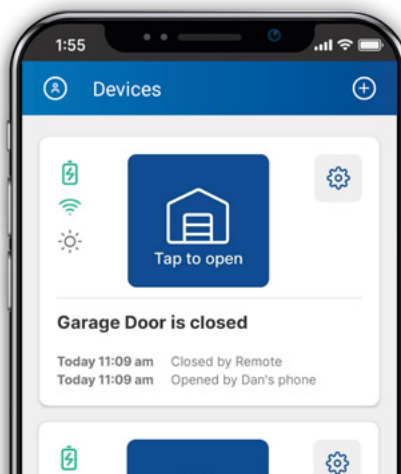 1:55
Devices
Tap to open
Garage Door is closed
Today 11:09 am Closed by Remote
Today 11:09 am Opened by Dan's phone